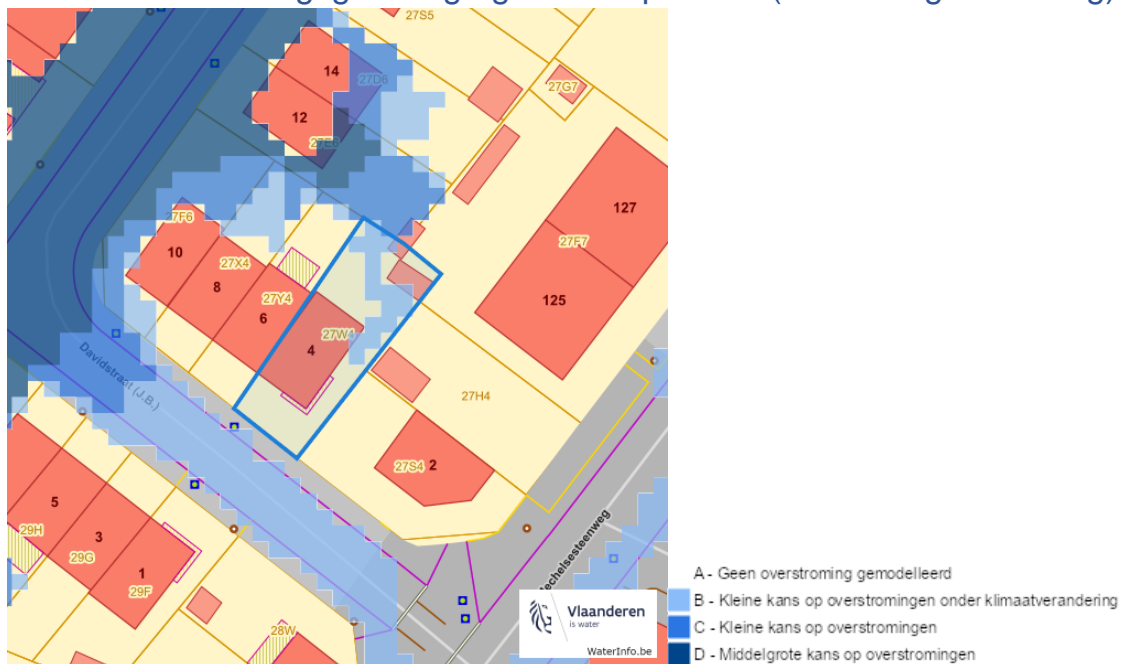 27S5
14
27D6
27G7
12
27E6
127
27F6
27F7
10
27X4
8
125
27Y4
6
27W4
4
Davidstraat (J.B.)
27H4
27S4
2
5
3
29H
29G
1
29F
Mechelsesteenweg
28W
Vlaanderen
is water
WaterInfo.be
A - Geen overstroming gemodelleerd
B - Kleine kans op overstromingen onder klimaatverandering
C - Kleine kans op overstromingen
D - Middelgrote kans op overstromingen